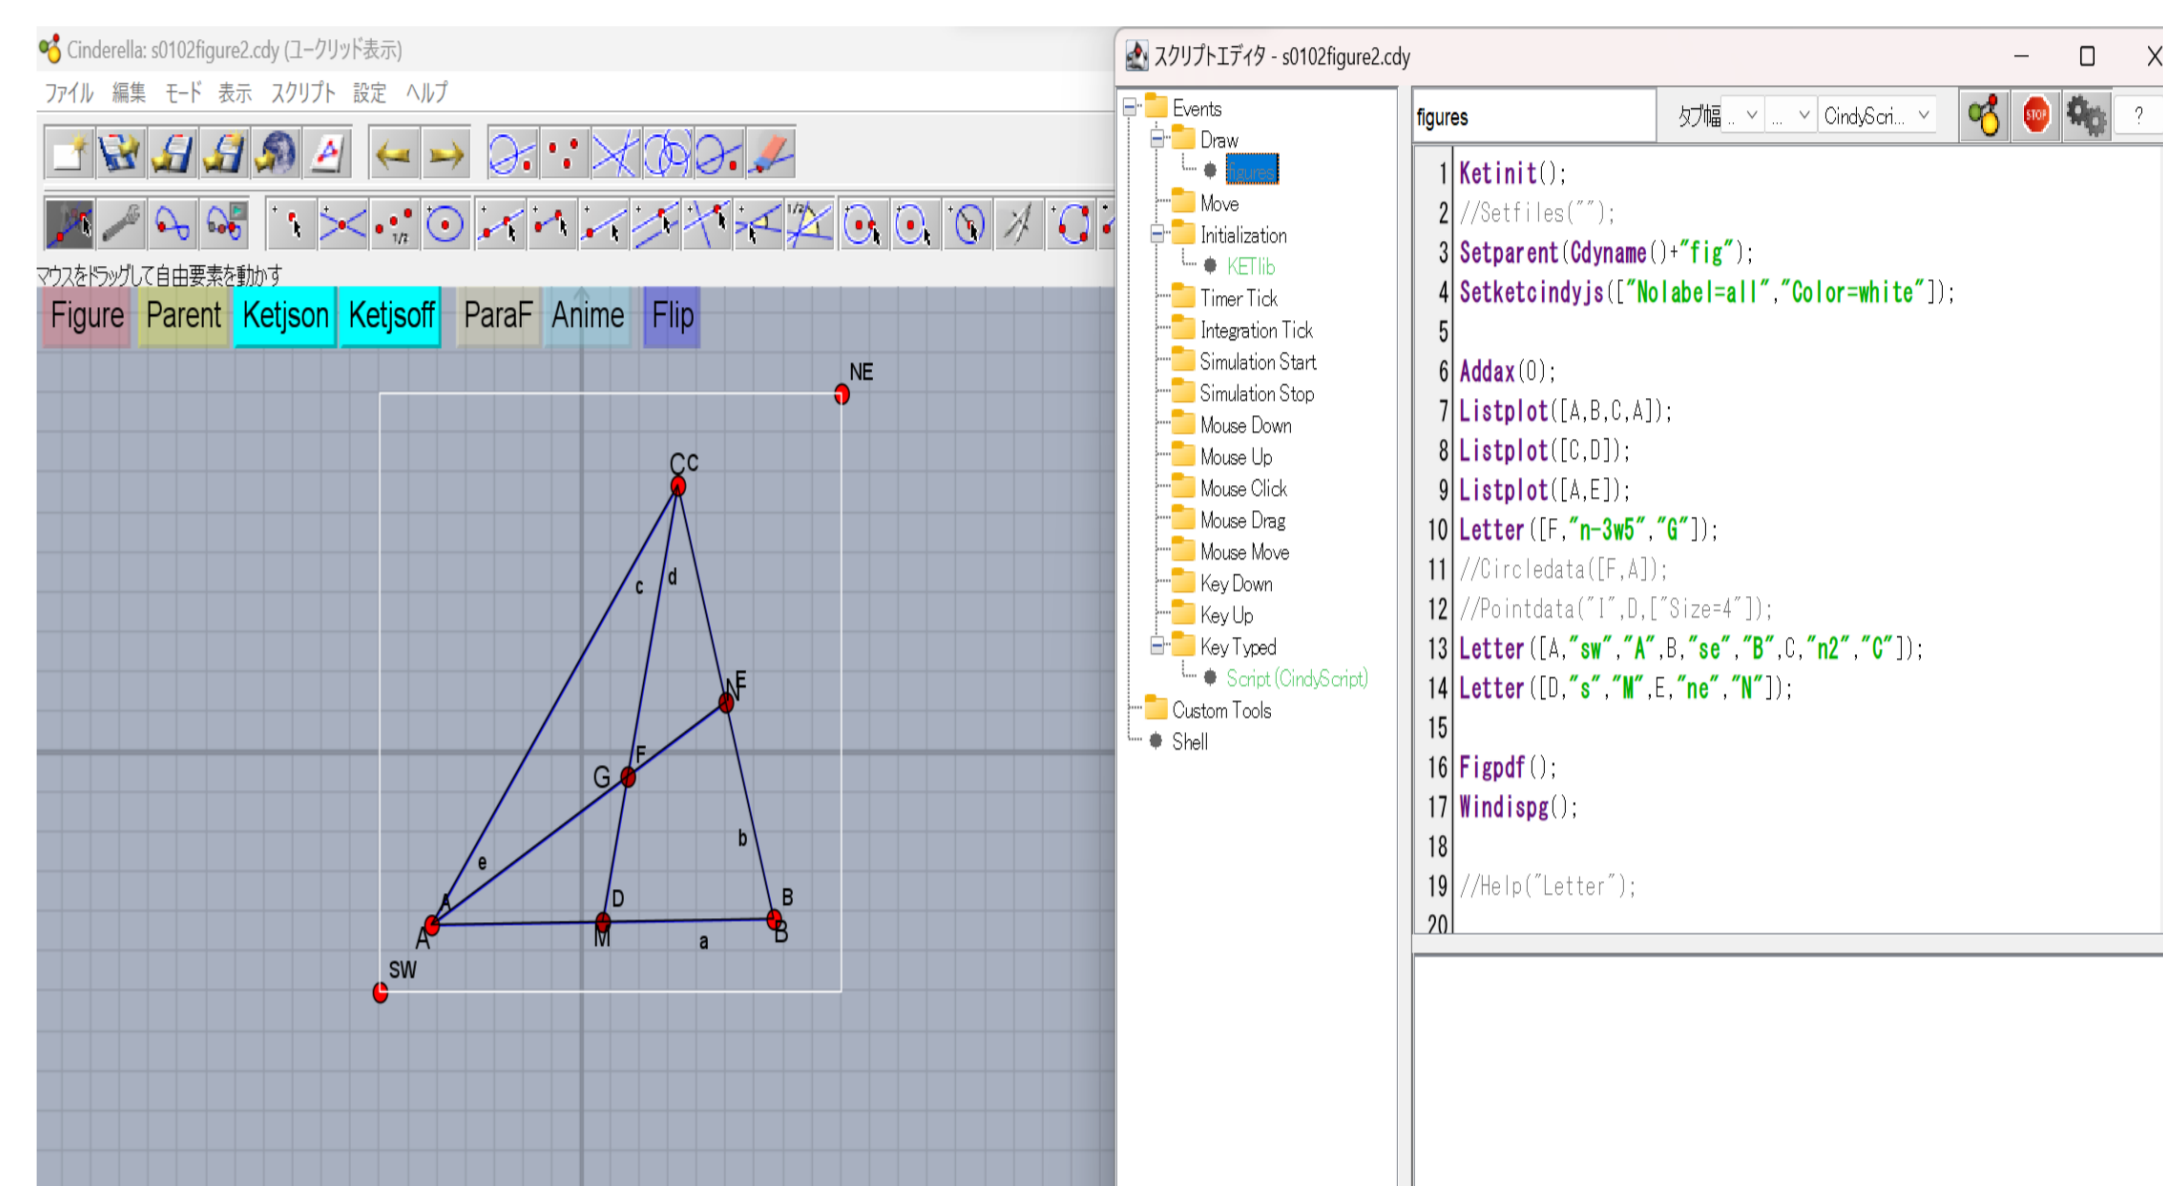 Cinderella: s0102figure2.cdy (ユークリッド表示)
ファイル 編集 モード 表示 スクリプト 設定 ヘルプ
1/2
1/2
マウスをドラッグして自由要素を動かす
Figure Parent Ketjson Ketjsoff ParaF Anime Flip
NE
C c
c d
N E
F
G
b
e
A D B
A M a B
SW
スクリプトエディタ - s0102figure2.cdy
Events
Draw
figures
Move
Initialization
KETlib
Timer Tick
Integration Tick
Simulation Start
Simulation Stop
Mouse Down
Mouse Up
Mouse Click
Mouse Drag
Mouse Move
Key Down
Key Up
Key Typed
Script (CindyScript)
Custom Tools
Shell
figures タブ幅 .. ... CindyScri... STOP ?
1 Ketinit();
2 //Setfiles("");
3 Setparent(Cdyname()+"fig");
4 Setketcindyjs(["Nolabel=all","Color=white"]);
5
6 Addax(0);
7 Listplot([A,B,C,A]);
8 Listplot([C,D]);
9 Listplot([A,E]);
10 Letter([F,"n-3w5","G"]);
11 //Circledata([F,A]);
12 //Pointdata("I",D,["Size=4"]);
13 Letter([A,"sw","A",B,"se","B",C,"n2","C"]);
14 Letter([D,"s","M",E,"ne","N"]);
15
16 Figpdf();
17 Windispg();
18
19 //Help("Letter");
20